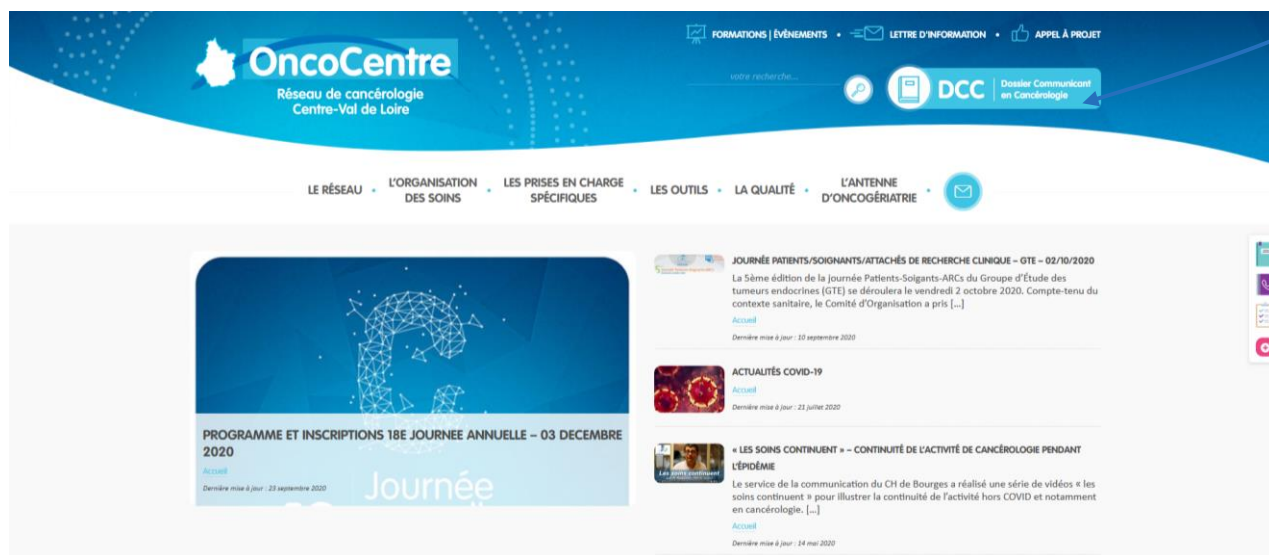 FORMATIONS | ÉVÈNEMENTS • LETTRE D'INFORMATION • APPEL À PROJET
OncoCentre
Réseau de cancérologie
Centre-Val de Loire
votre recherche...
DCC
Dossier Communicant
en Cancérologie
LE RÉSEAU
L'ORGANISATION
DES SOINS
LES PRISES EN CHARGE
SPÉCIFIQUES
LES OUTILS
LA QUALITÉ
L'ANTENNE
D'ONCOGÉRIATRIE
PROGRAMME ET INSCRIPTIONS 18E JOURNEE ANNUELLE – 03 DECEMBRE
2020
Accueil
Dernière mise à jour : 23 septembre 2020
Journée
JOURNÉE PATIENTS/SOIGNANTS/ATTACHÉS DE RECHERCHE CLINIQUE – GTE – 02/10/2020
La 5ème édition de la journée Patients-Soigants-ARCs du Groupe d'Étude des
tumeurs endocrines (GTE) se déroulera le vendredi 2 octobre 2020. Compte-tenu du
contexte sanitaire, le Comité d'Organisation a pris [...]
Accueil
Dernière mise à jour : 10 septembre 2020
ACTUALITÉS COVID-19
Accueil
Dernière mise à jour : 21 juillet 2020
Les soins continuent
« LES SOINS CONTINUENT » – CONTINUITÉ DE L'ACTIVITÉ DE CANCÉROLOGIE PENDANT
L'ÉPIDÉMIE
Le service de la communication du CH de Bourges a réalisé une série de vidéos « les
soins continuent » pour illustrer la continuité de l'activité hors COVID et notamment
en cancérologie. [...]
Accueil
Dernière mise à jour : 14 mai 2020